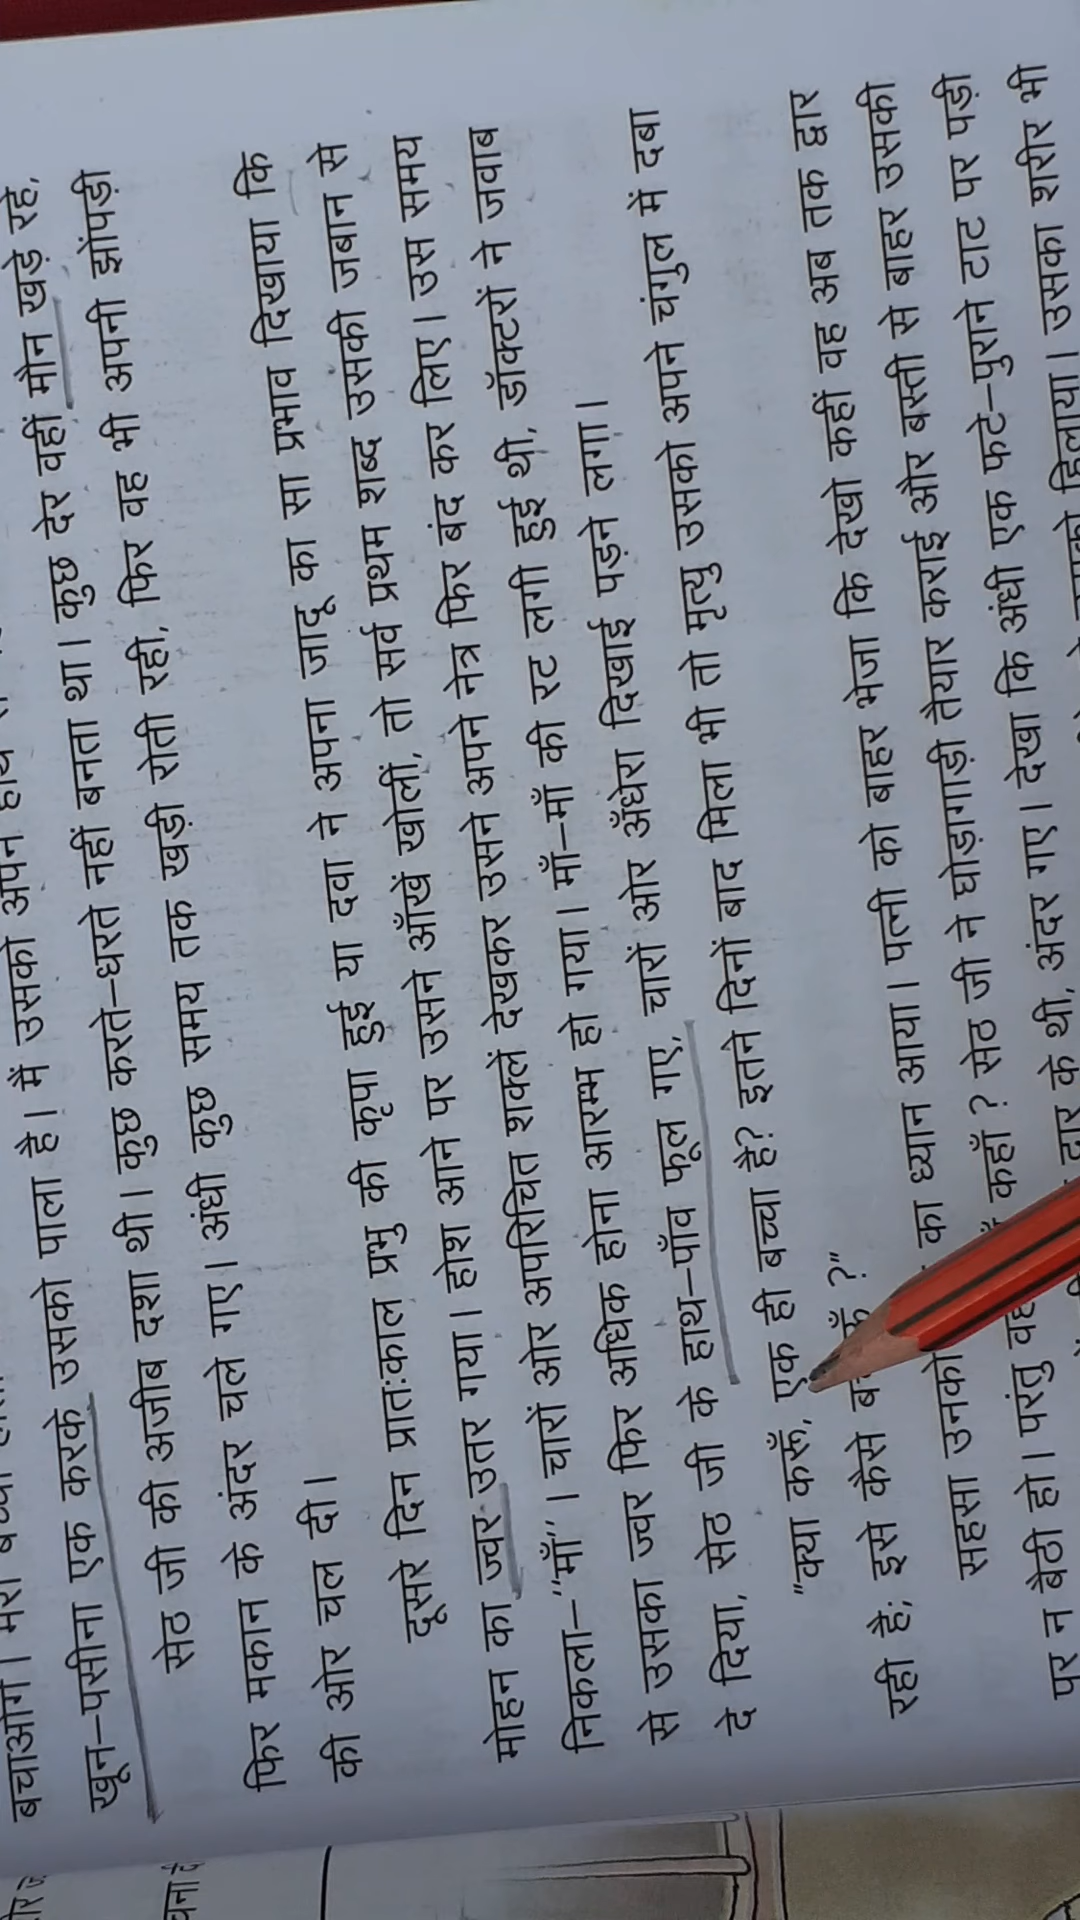 बचाओगे। मेरा बच्चा
खून-पसीना एक करके उसको पाला है। मैं उसको अपने हाथ
सेठ जी की अजीब दशा थी। कुछ करते-धरते नहीं बनता था। कुछ देर वहीं मौन खड़े रहे,
फिर मकान के अंदर चले गए। अंधी कुछ समय तक खड़ी रोती रही, फिर वह भी अपनी झोंपड़ी
की ओर चल दी।
दूसरे दिन प्रातःकाल प्रभु की कृपा हुई या दवा ने अपना जादू का सा प्रभाव दिखाया कि
मोहन का ज्वर उतर गया। होश आने पर उसने आँखें खोलीं, तो सर्व प्रथम शब्द उसकी जबान से
निकला-"माँ"। चारों ओर अपरिचित शक्लें देखकर उसने अपने नेत्र फिर बंद कर लिए। उस समय
से उसका ज्वर फिर अधिक होना आरम्भ हो गया। माँ-माँ की रट लगी हुई थी, डॉक्टरों ने जवाब
दे दिया, सेठ जी के हाथ-पाँव फूल गए, चारों ओर अँधेरा दिखाई पड़ने लगा।
"क्या करूँ, एक ही बच्चा है? इतने दिनों बाद मिला भी तो मृत्यु उसको अपने चंगुल में दबा
रही है; इसे कैसे ?"
सहसा उनको का ध्यान आया। पत्नी को बाहर भेजा कि देखो कहीं वह अब तक द्वार
पर न बैठी हो। परंतु वह कहाँ? सेठ जी ने घोड़ागाड़ी तैयार कराई और बस्ती से बाहर उसकी
द्वार के थी, अंदर गए। देखा कि अंधी एक फटे-पुराने टाट पर पड़ी
हिलाया। उसका शरीर भी